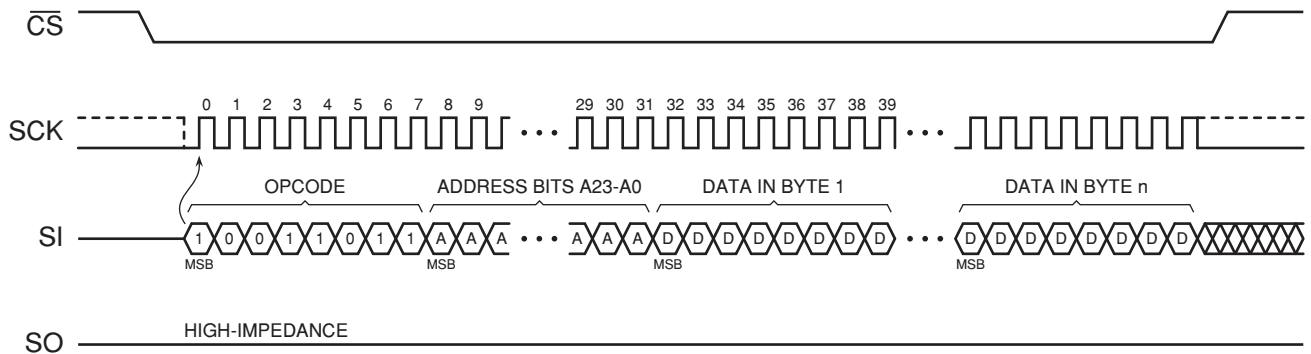 CS
0 1 2 3 4 5 6 7 8 9 29 30 31 32 33 34 35 36 37 38 39
SCK
OPCODE ADDRESS BITS A23-A0 DATA IN BYTE 1 DATA IN BYTE n
SI 1 0 0 1 1 0 1 1 A A A A A A D D D D D D D D D D D D D D D D
MSB MSB MSB MSB
HIGH-IMPEDANCE
SO